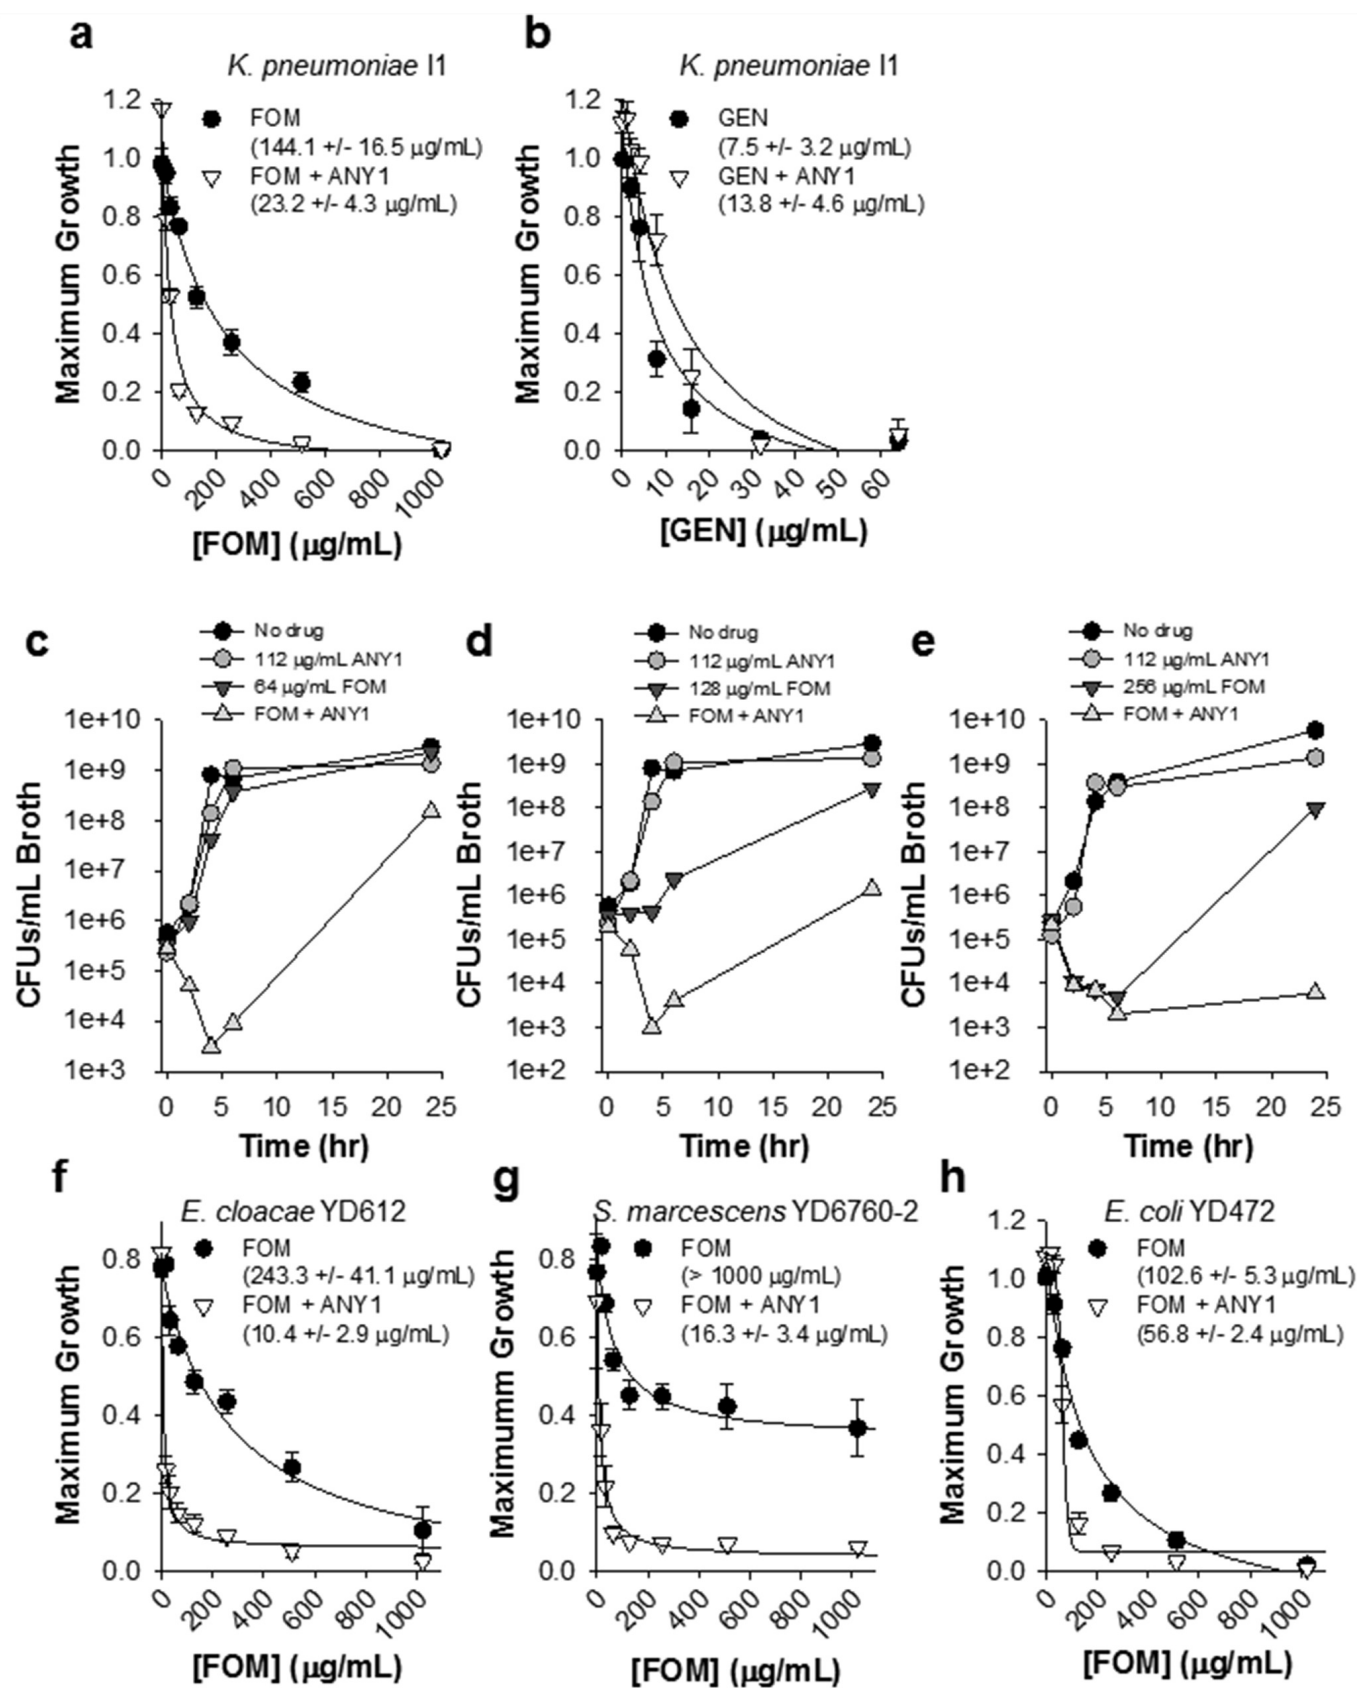 a
K. pneumoniae I1
FOM
(144.1 +/- 16.5 µg/mL)
FOM + ANY1
(23.2 +/- 4.3 µg/mL)
Maximum Growth
1.2
1.0
0.8
0.6
0.4
0.2
0.0
0
200
400
600
800
1000
[FOM] (µg/mL)
b
K. pneumoniae I1
GEN
(7.5 +/- 3.2 µg/mL)
GEN + ANY1
(13.8 +/- 4.6 µg/mL)
Maximum Growth
1.2
1.0
0.8
0.6
0.4
0.2
0.0
0
10
20
30
40
50
60
[GEN] (µg/mL)
c
No drug
112 µg/mL ANY1
64 µg/mL FOM
FOM + ANY1
CFUs/mL Broth
1e+10
1e+9
1e+8
1e+7
1e+6
1e+5
1e+4
1e+3
0
5
10
15
20
25
Time (hr)
d
No drug
112 µg/mL ANY1
128 µg/mL FOM
FOM + ANY1
CFUs/mL Broth
1e+10
1e+9
1e+8
1e+7
1e+6
1e+5
1e+4
1e+3
1e+2
0
5
10
15
20
25
Time (hr)
e
No drug
112 µg/mL ANY1
256 µg/mL FOM
FOM + ANY1
CFUs/mL Broth
1e+10
1e+9
1e+8
1e+7
1e+6
1e+5
1e+4
1e+3
1e+2
0
5
10
15
20
25
Time (hr)
f
E. cloacae YD612
FOM
(243.3 +/- 41.1 µg/mL)
FOM + ANY1
(10.4 +/- 2.9 µg/mL)
Maximum Growth
0.8
0.6
0.4
0.2
0.0
0
200
400
600
800
1000
[FOM] (µg/mL)
g
S. marcescens YD6760-2
FOM
(> 1000 µg/mL)
FOM + ANY1
(16.3 +/- 3.4 µg/mL)
Maximumm Growth
0.8
0.6
0.4
0.2
0.0
0
200
400
600
800
1000
[FOM] (µg/mL)
h
E. coli YD472
FOM
(102.6 +/- 5.3 µg/mL)
FOM + ANY1
(56.8 +/- 2.4 µg/mL)
Maximum Growth
1.2
1.0
0.8
0.6
0.4
0.2
0.0
0
200
400
600
800
1000
[FOM] (µg/mL)